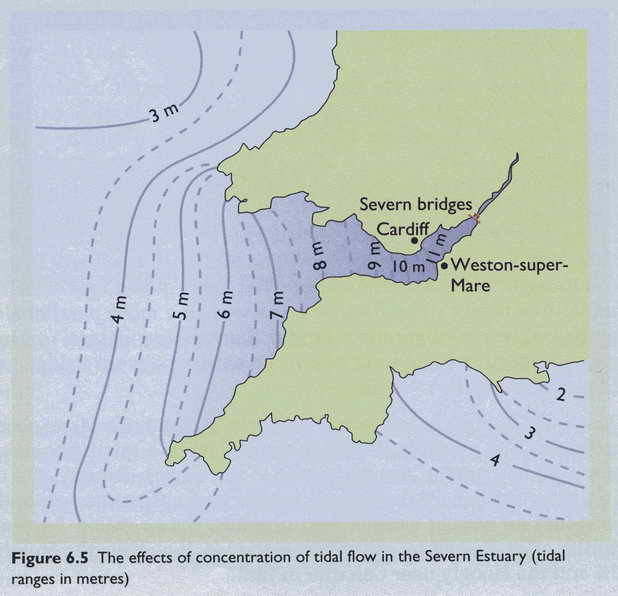 3 m
Severn bridges
Cardiff
11 m
9 m
8 m
10 m
Weston-super-
Mare
7 m
6 m
5 m
4 m
2
3
4
Figure 6.5 The effects of concentration of tidal flow in the Severn Estuary (tidal
ranges in metres)